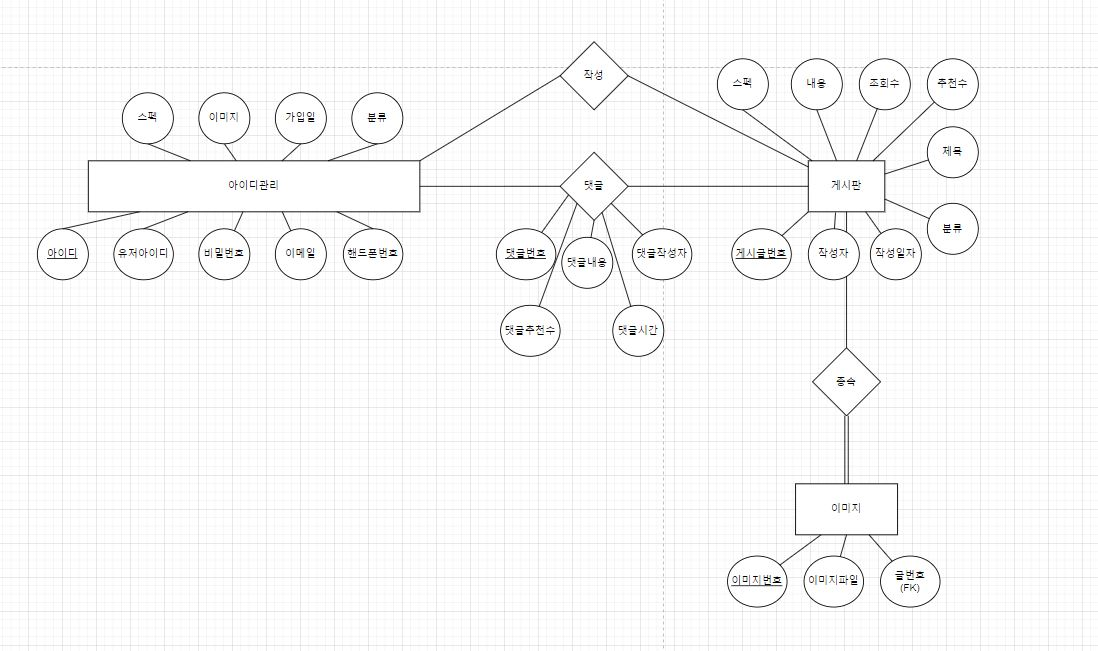 작성
스펙
내용
조회수
추천수
스펙
이미지
가입일
분류
제목
아이디관리
댓글
게시판
분류
아이디
유저아이디
비밀번호
이메일
핸드폰번호
댓글번호
댓글내용
댓글작성자
게시글번호
작성자
작성일자
댓글추천수
댓글시간
종속
이미지
이미지번호
이미지파일
글번호
(FK)